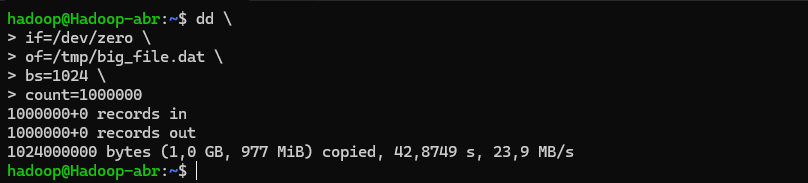 hadoop@Hadoop-abr:~$ dd \
> if=/dev/zero \
> of=/tmp/big_file.dat \
> bs=1024 \
> count=1000000
1000000+0 records in
1000000+0 records out
1024000000 bytes (1,0 GB, 977 MiB) copied, 42,8749 s, 23,9 MB/s
hadoop@Hadoop-abr:~$